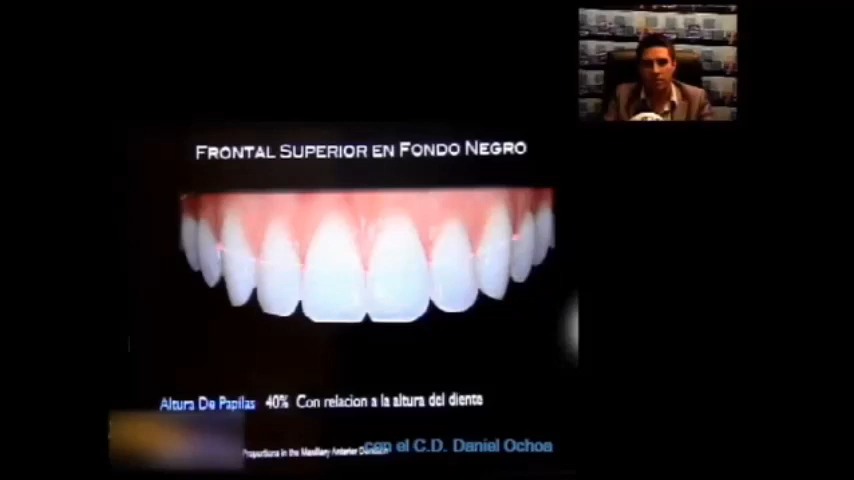 FRONTAL SUPERIOR EN FONDO NEGRO
Altura De Papilas 40% Con relacion a la altura del diente
Proportions in the Maxillary Anterior
con el C.D. Daniel Ochoa